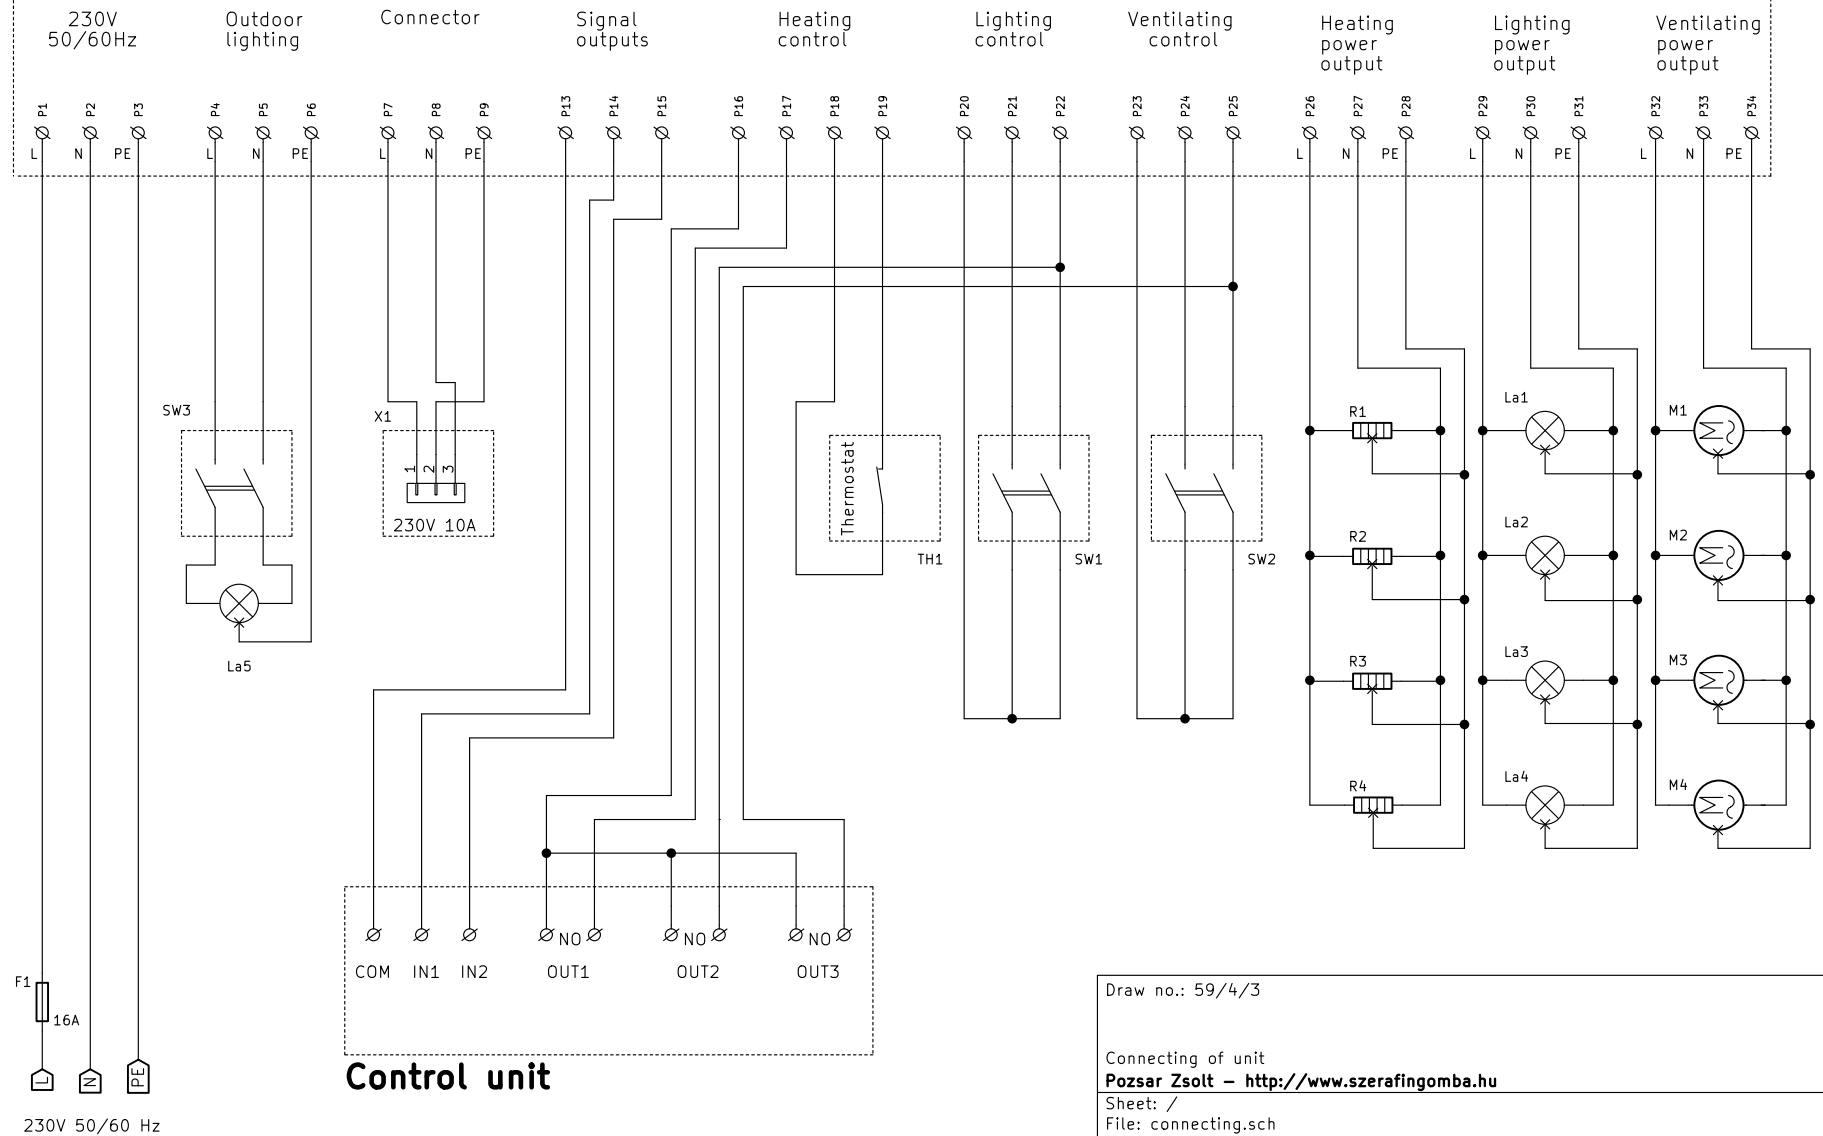 230V
50/60Hz
Outdoor
lighting
Connector
Signal
outputs
Heating
control
Lighting
control
Ventilating
control
Heating
power
output
Lighting
power
output
Ventilating
power
output
P1 P2 P3 P4 P5 P6 P7 P8 P9 P13 P14 P15 P16 P17 P18 P19 P20 P21 P22 P23 P24 P25 P26 P27 P28 P29 P30 P31 P32 P33 P34
L N PE L N PE L N PE L N PE L N PE L N PE
SW3
La5
X1
1 2 3
230V 10A
Thermostat
TH1
SW1
SW2
R1
R2
R3
R4
La1
La2
La3
La4
M1
M2
M3
M4
NO NO NO
COM IN1 IN2 OUT1 OUT2 OUT3
Control unit
F1
16A
L N PE
230V 50/60 Hz
Draw no.: 59/4/3
Connecting of unit
Pozsar Zsolt – http://www.szerafingomba.hu
Sheet: /
File: connecting.sch